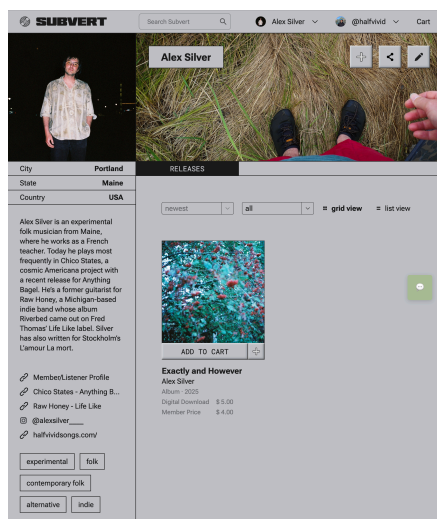 SUBVERT
Search Subvert
Alex Silver
@halfvivid
Cart
Alex Silver
City Portland
State Maine
Country USA
RELEASES
newest
all
grid view
list view
Alex Silver is an experimental
folk musician from Maine,
where he works as a French
teacher. Today he plays most
frequently in Chico States, a
cosmic Americana project with
a recent release for Anything
Bagel. He's a former guitarist for
Raw Honey, a Michigan-based
indie band whose album
Riverbed came out on Fred
Thomas' Life Like label. Silver
has also written for Stockholm's
L'amour La mort.
Member/Listener Profile
Chico States - Anything B...
Raw Honey - Life Like
@alexsilver____
halfvividsongs.com/
experimental
folk
contemporary folk
alternative
indie
ADD TO CART
Exactly and However
Alex Silver
Album · 2025
Digital Download $ 5.00
Member Price $ 4.00